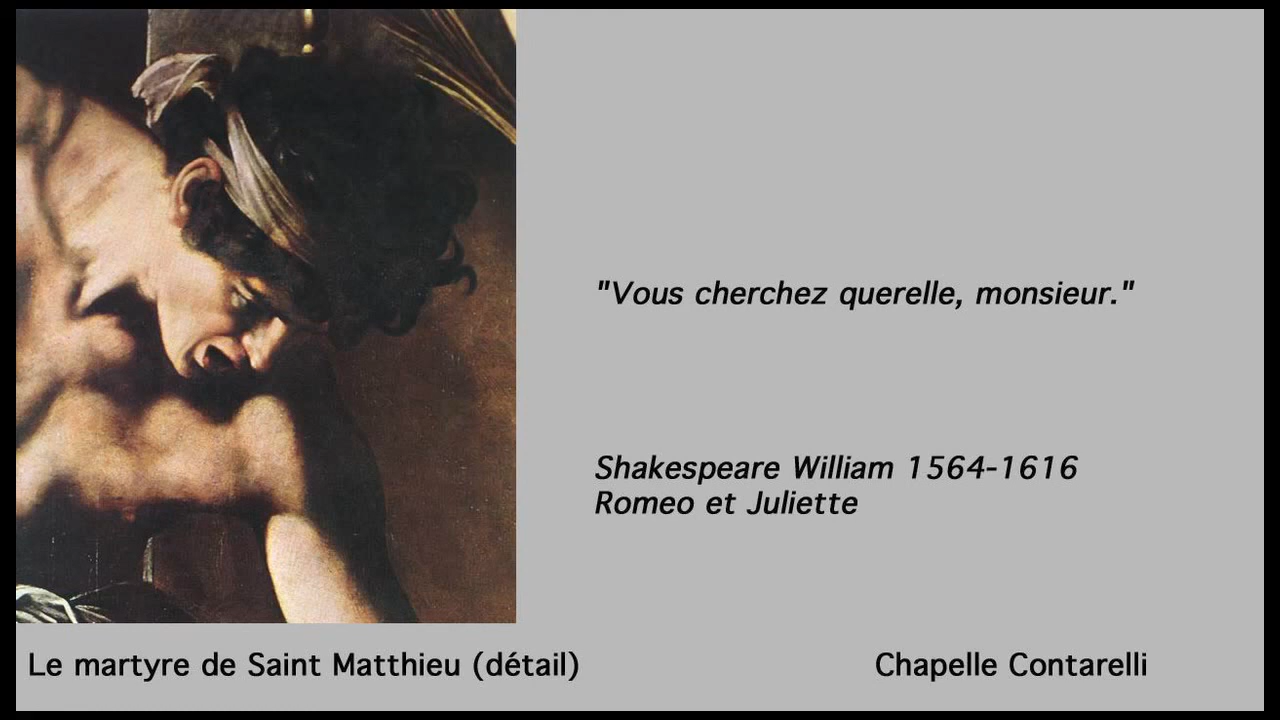 "Vous cherchez querelle, monsieur."
Shakespeare William 1564-1616
Romeo et Juliette
Le martyre de Saint Matthieu (détail)
Chapelle Contarelli